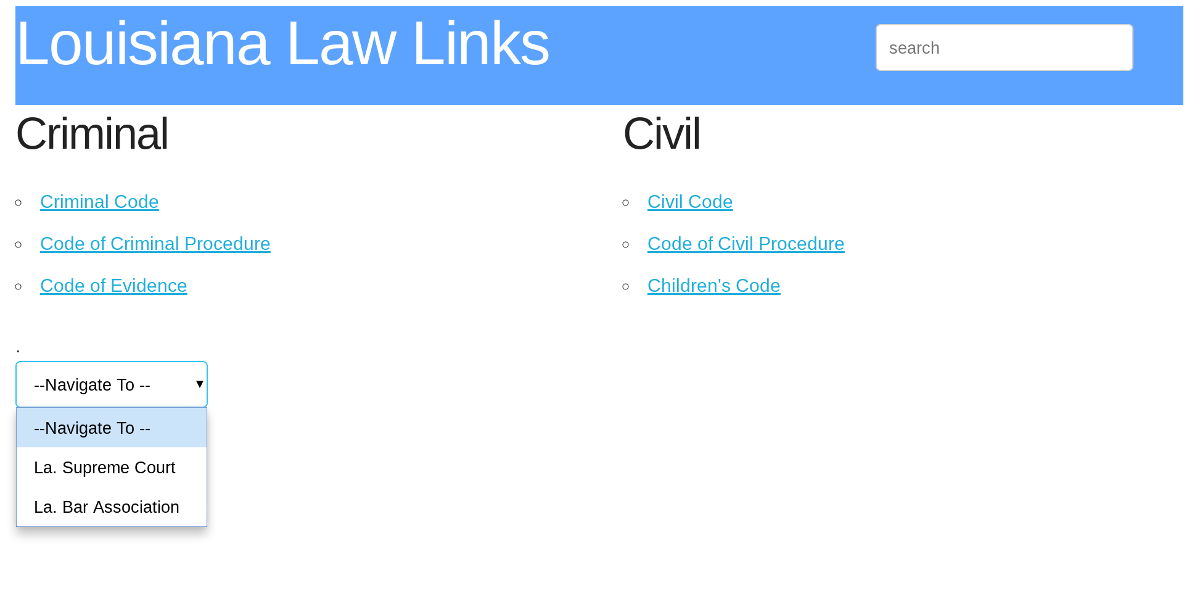 Louisiana Law Links
search
Criminal
Criminal Code
Code of Criminal Procedure
Code of Evidence
Civil
Civil Code
Code of Civil Procedure
Children's Code
.
--Navigate To --
--Navigate To --
La. Supreme Court
La. Bar Association